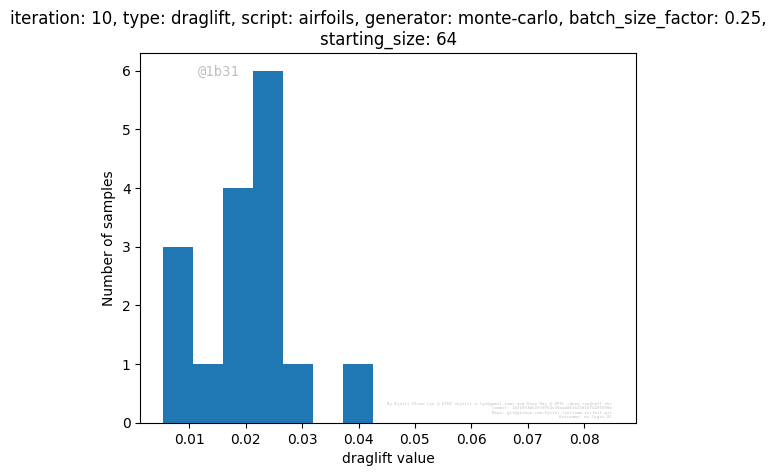 iteration: 10, type: draglift, script: airfoils, generator: monte-carlo, batch_size_factor: 0.25,
starting_size: 64
@1b31
6
5
4
3
2
1
0
Number of samples
0.01 0.02 0.03 0.04 0.05 0.06 0.07 0.08
draglift value